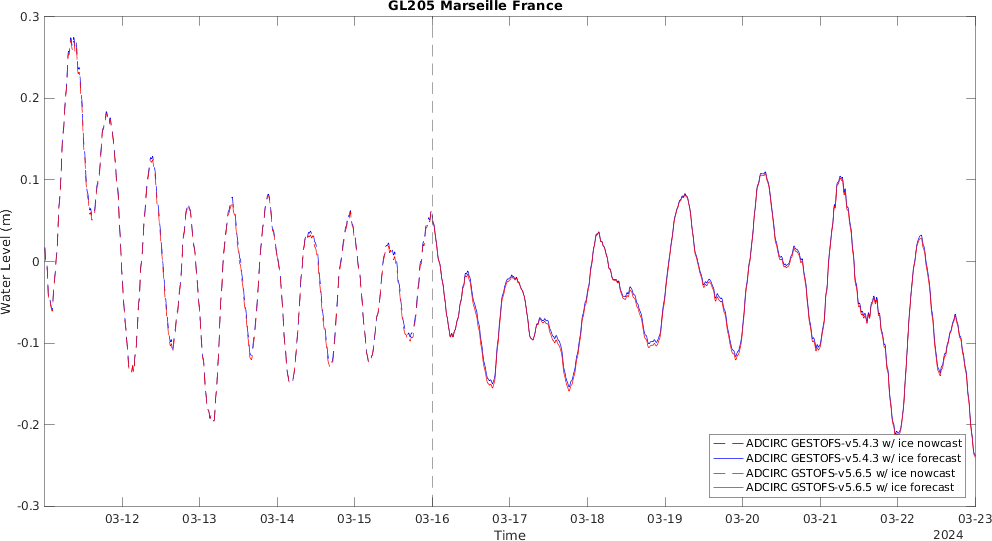 GL205 Marseille France
Water Level (m)
0.3
0.2
0.1
0
-0.1
-0.2
-0.3
ADCIRC GESTOFS-v5.4.3 w/ ice nowcast
ADCIRC GESTOFS-v5.4.3 w/ ice forecast
ADCIRC GSTOFS-v5.6.5 w/ ice nowcast
ADCIRC GSTOFS-v5.6.5 w/ ice forecast
03-12 03-13 03-14 03-15 03-16 03-17 03-18 03-19 03-20 03-21 03-22 03-23
Time
2024